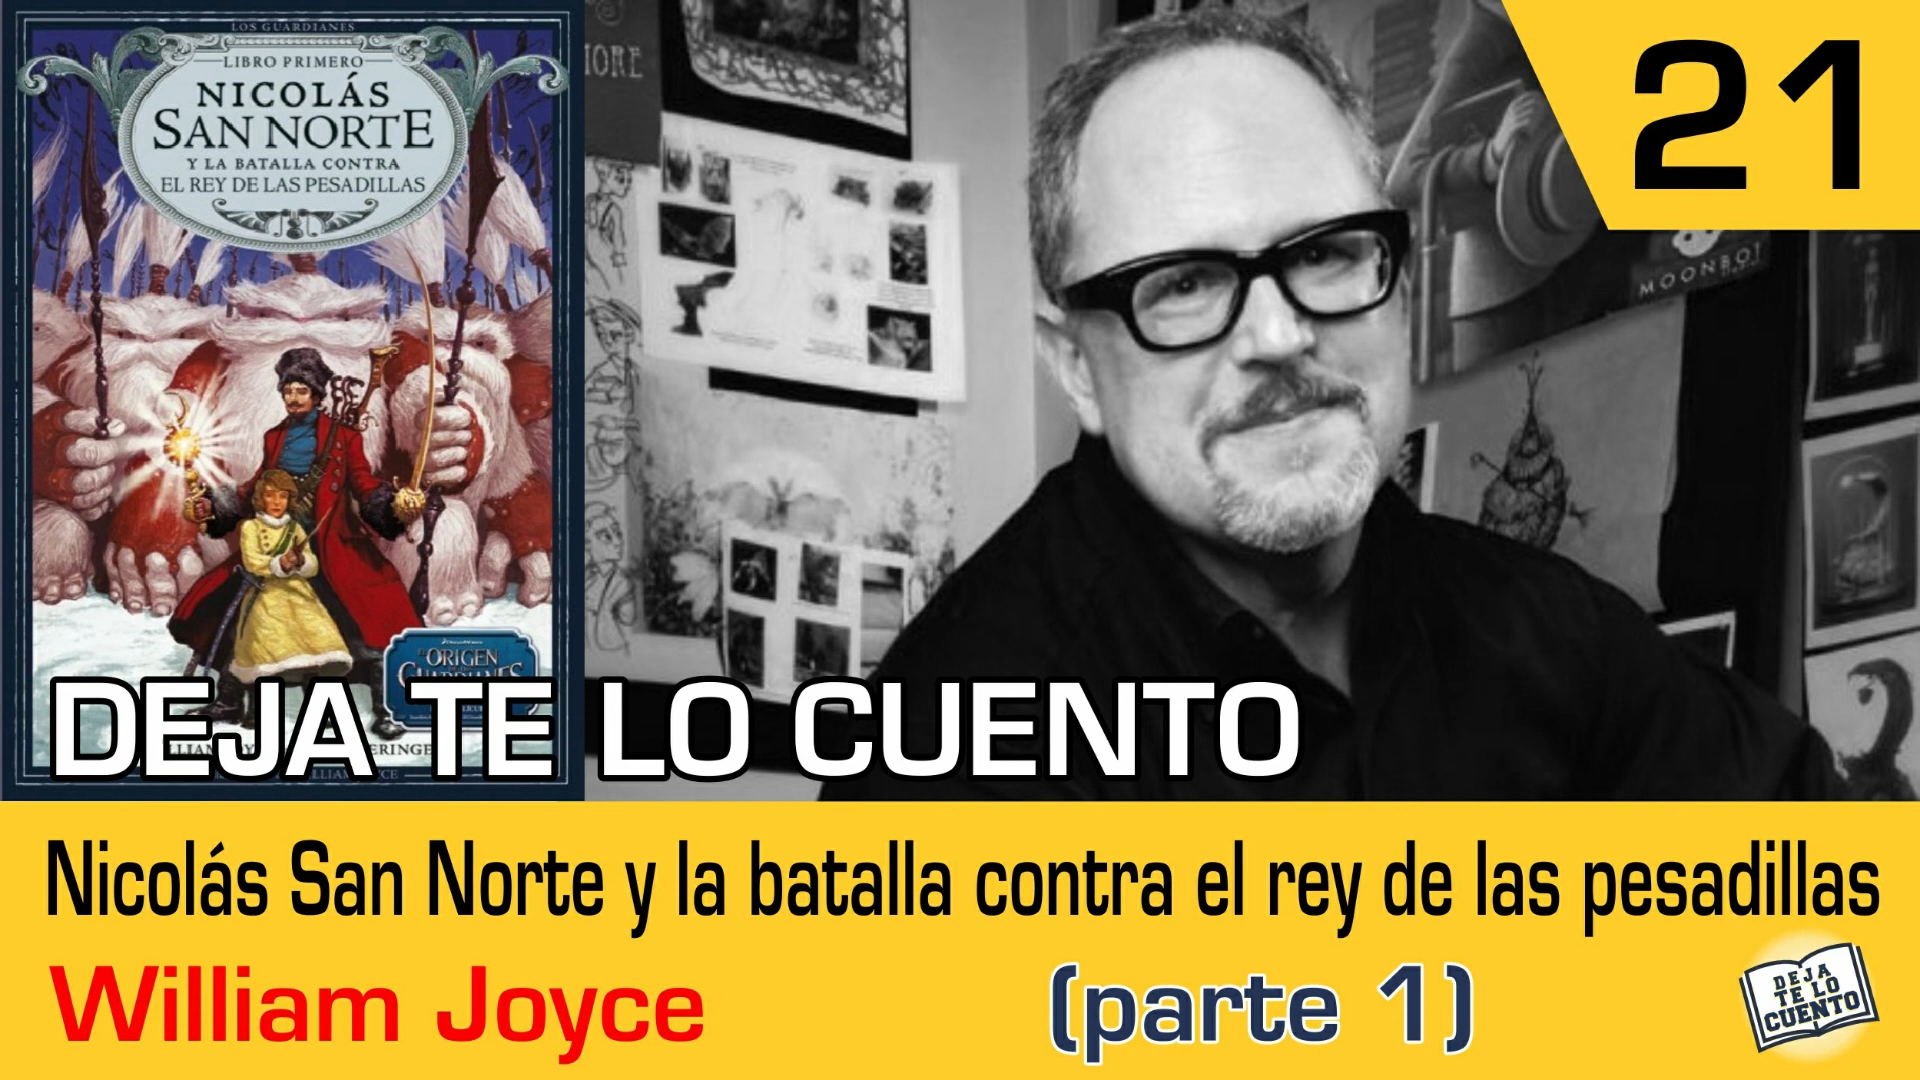 LOS GUARDIANES
LIBRO PRIMERO
NICOLÁS
SAN NORTE
Y LA BATALLA CONTRA
EL REY DE LAS PESADILLAS
ORIGEN
MOONBOT
21
DEJA TE LO CUENTO
Nicolás San Norte y la batalla contra el rey de las pesadillas
William Joyce
(parte 1)
DEJA
TE LO
CUENTO